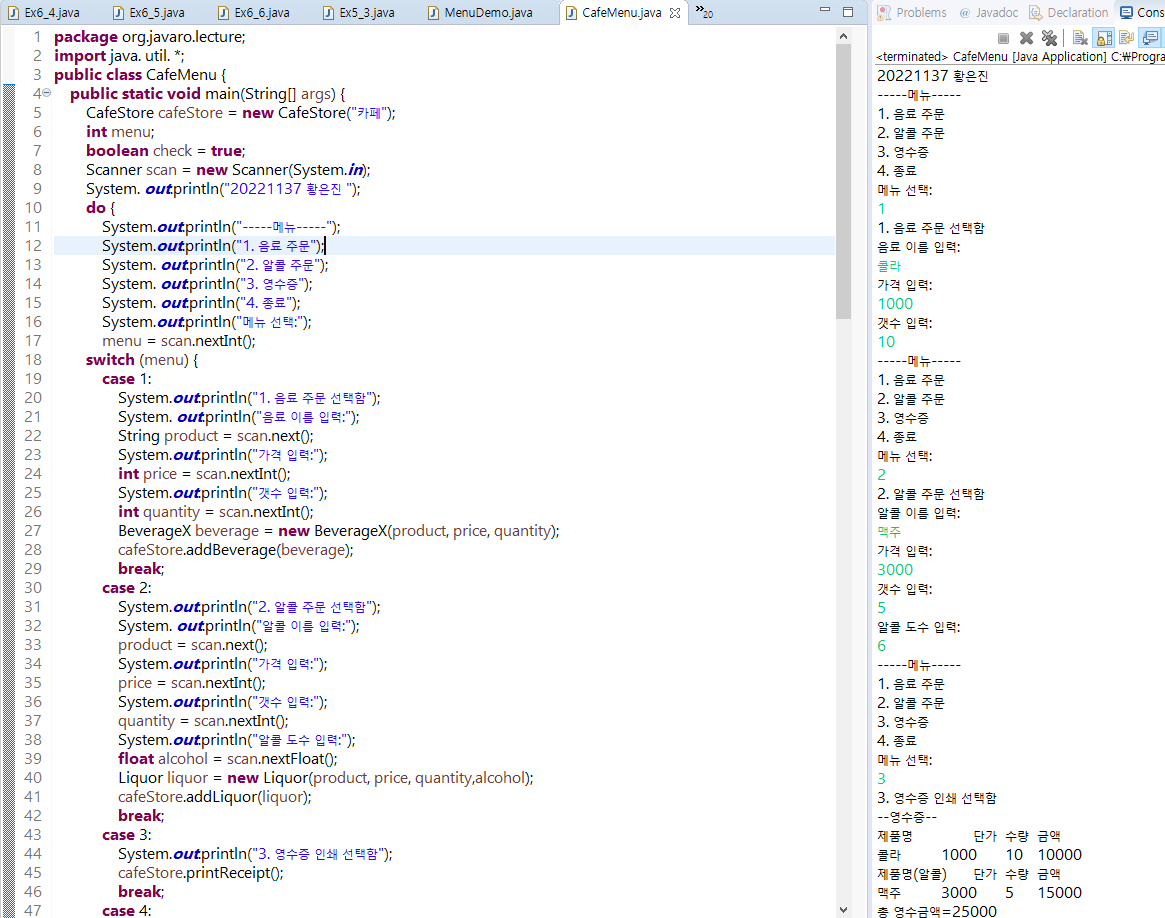 Ex6_4.java Ex6_5.java Ex6_6.java Ex5_3.java MenuDemo.java CafeMenu.java »20
1 package org.javaro.lecture;
2 import java. util. *;
3 public class CafeMenu {
4 public static void main(String[] args) {
5 CafeStore cafeStore = new CafeStore("카페");
6 int menu;
7 boolean check = true;
8 Scanner scan = new Scanner(System.in);
9 System. out.println("20221137 황은진 ");
10 do {
11 System.out.println("-----메뉴-----");
12 System.out.println("1. 음료 주문");
13 System. out.println("2. 알콜 주문");
14 System. out.println("3. 영수증");
15 System. out.println("4. 종료");
16 System.out.println("메뉴 선택:");
17 menu = scan.nextInt();
18 switch (menu) {
19 case 1:
20 System.out.println("1. 음료 주문 선택함");
21 System. out.println("음료 이름 입력:");
22 String product = scan.next();
23 System.out.println("가격 입력:");
24 int price = scan.nextInt();
25 System.out.println("갯수 입력:");
26 int quantity = scan.nextInt();
27 BeverageX beverage = new BeverageX(product, price, quantity);
28 cafeStore.addBeverage(beverage);
29 break;
30 case 2:
31 System.out.println("2. 알콜 주문 선택함");
32 System. out.println("알콜 이름 입력:");
33 product = scan.next();
34 System.out.println("가격 입력:");
35 price = scan.nextInt();
36 System.out.println("갯수 입력:");
37 quantity = scan.nextInt();
38 System.out.println("알콜 도수 입력:");
39 float alcohol = scan.nextFloat();
40 Liquor liquor = new Liquor(product, price, quantity,alcohol);
41 cafeStore.addLiquor(liquor);
42 break;
43 case 3:
44 System.out.println("3. 영수증 인쇄 선택함");
45 cafeStore.printReceipt();
46 break;
47 case 4:
Problems @ Javadoc Declaration Cons
<terminated> CafeMenu [Java Application] C:₩Progra
20221137 황은진
-----메뉴-----
1. 음료 주문
2. 알콜 주문
3. 영수증
4. 종료
메뉴 선택:
1
1. 음료 주문 선택함
음료 이름 입력:
콜라
가격 입력:
1000
갯수 입력:
10
-----메뉴-----
1. 음료 주문
2. 알콜 주문
3. 영수증
4. 종료
메뉴 선택:
2
2. 알콜 주문 선택함
알콜 이름 입력:
맥주
가격 입력:
3000
갯수 입력:
5
알콜 도수 입력:
6
-----메뉴-----
1. 음료 주문
2. 알콜 주문
3. 영수증
4. 종료
메뉴 선택:
3
3. 영수증 인쇄 선택함
--영수증--
제품명 단가 수량 금액
콜라 1000 10 10000
제품명(알콜) 단가 수량 금액
맥주 3000 5 15000
총 영수금액=25000